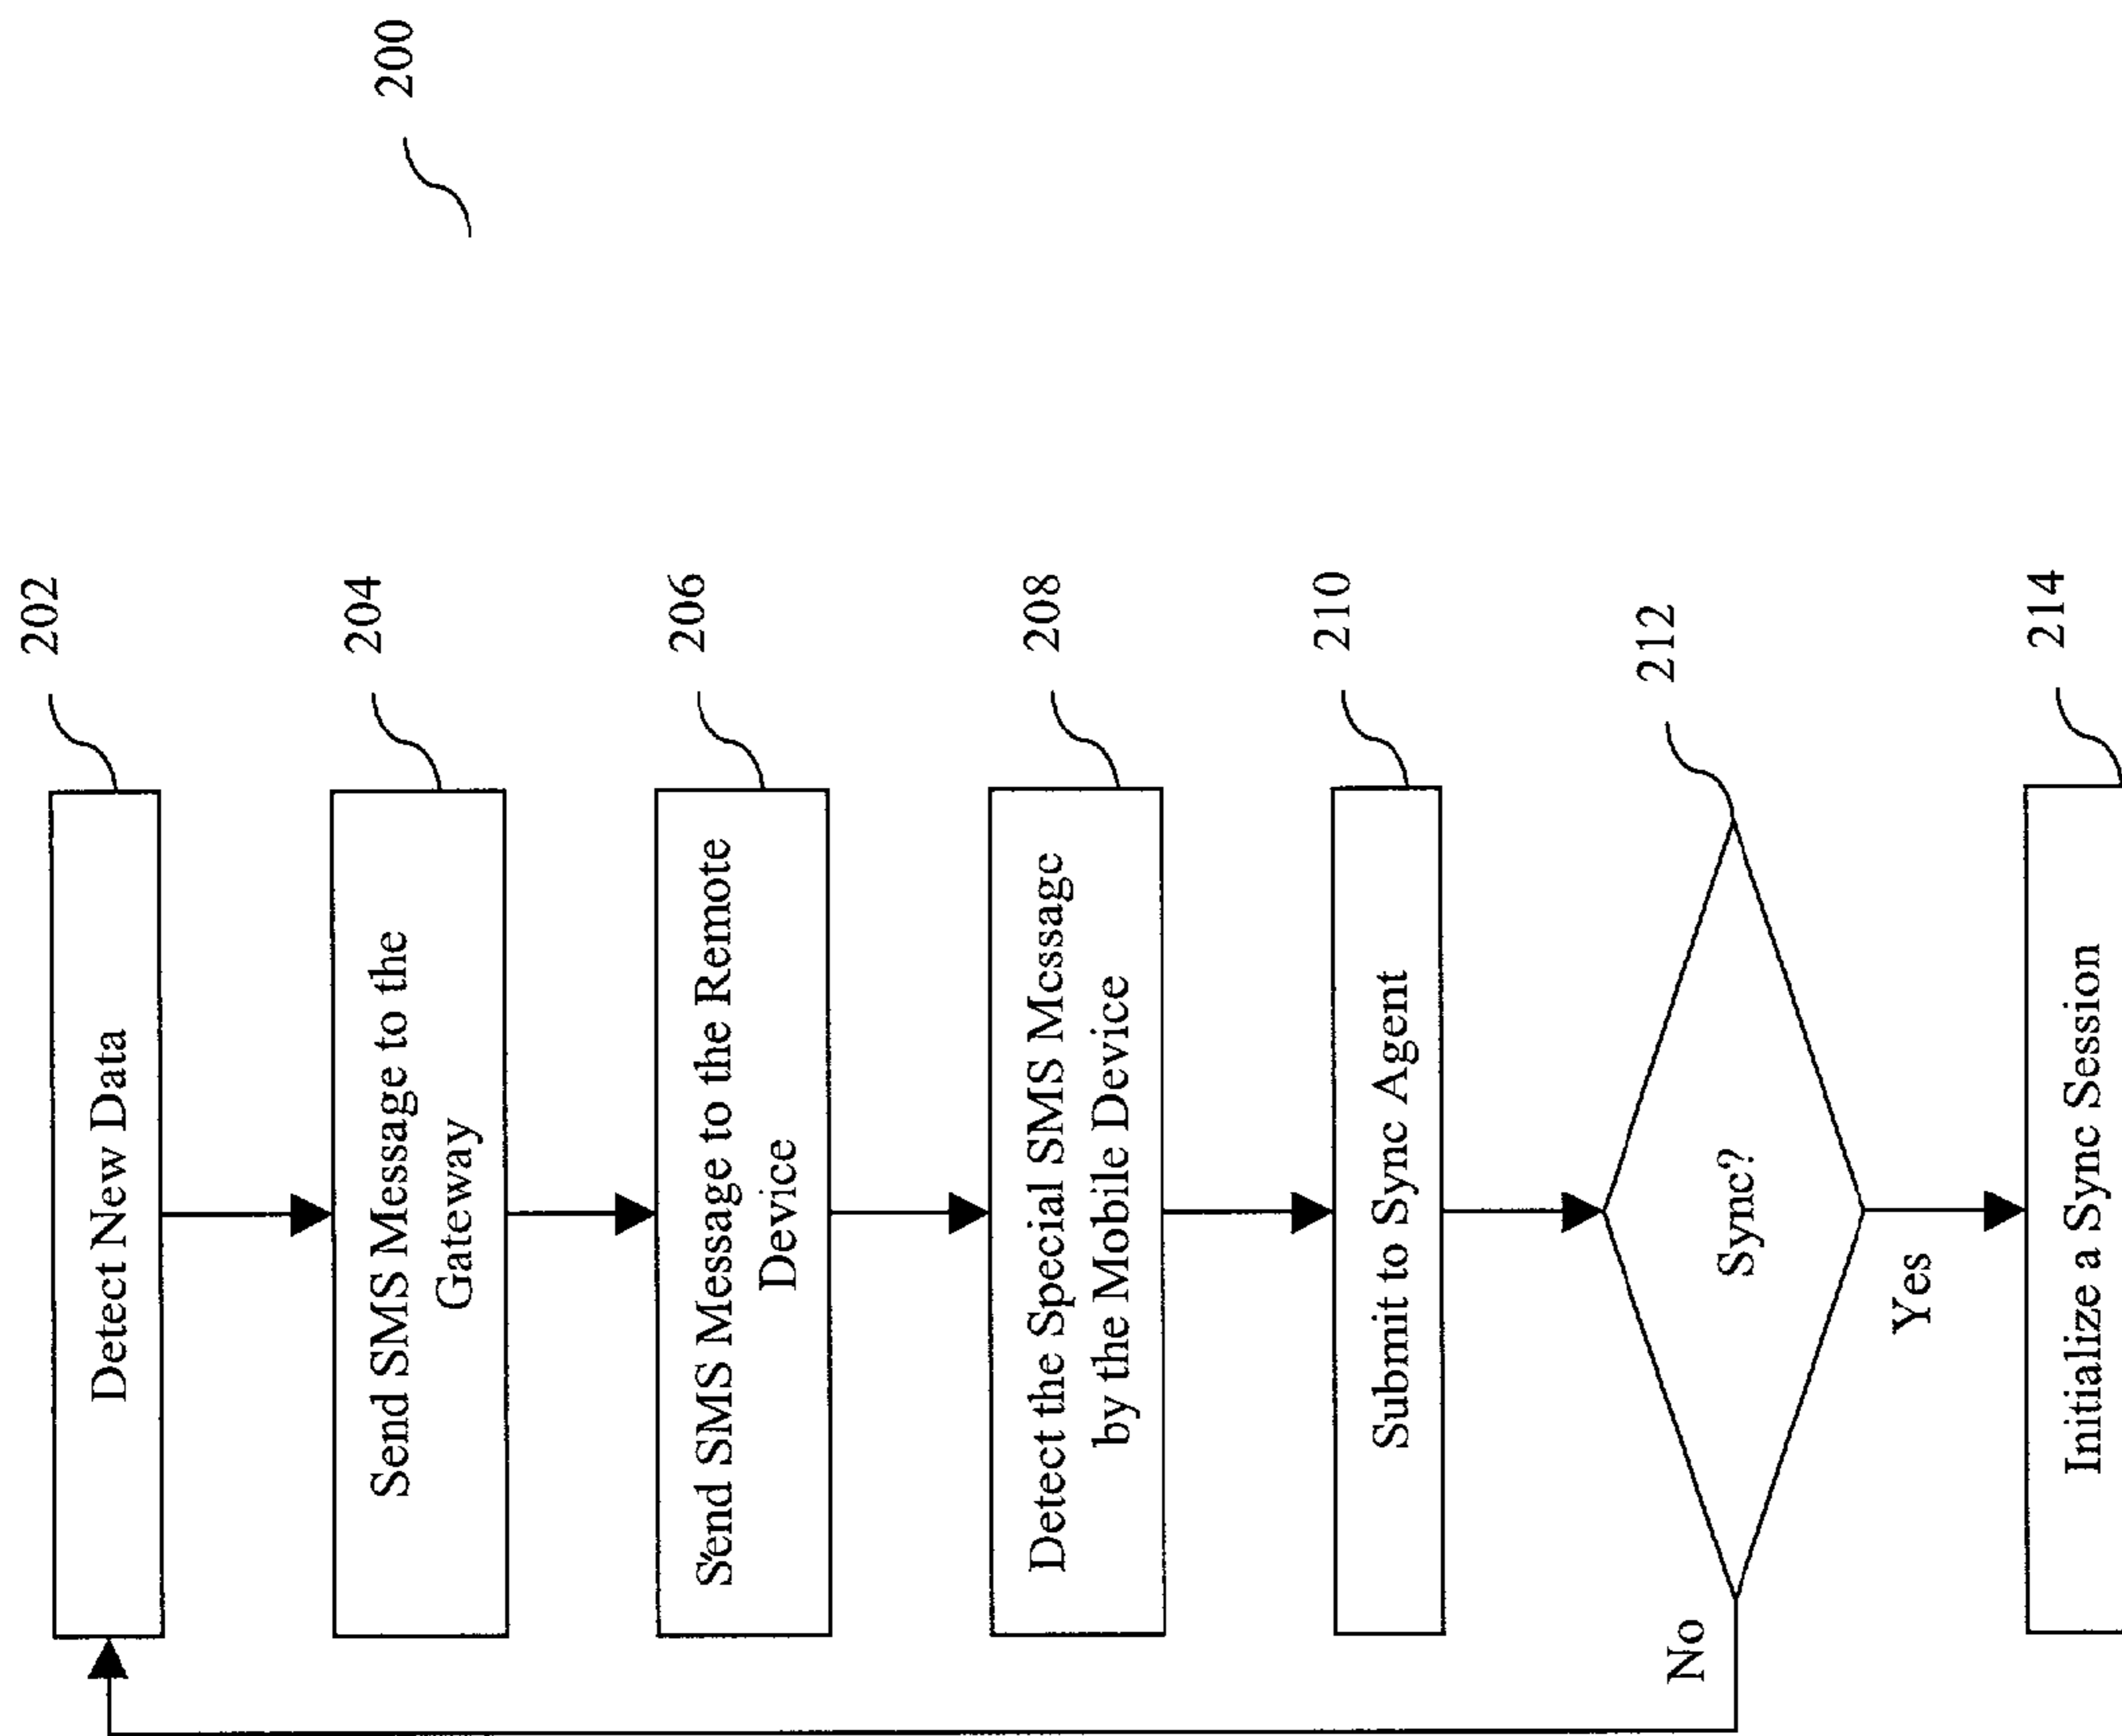 200
202
Detect New Data
204
Send SMS Message to the
Gateway
206
Send SMS Message to the Remote
Device
208
Detect the Special SMS Message
by the Mobile Device
210
Submit to Sync Agent
212
Sync?
No
Yes
214
Initialize a Sync Session